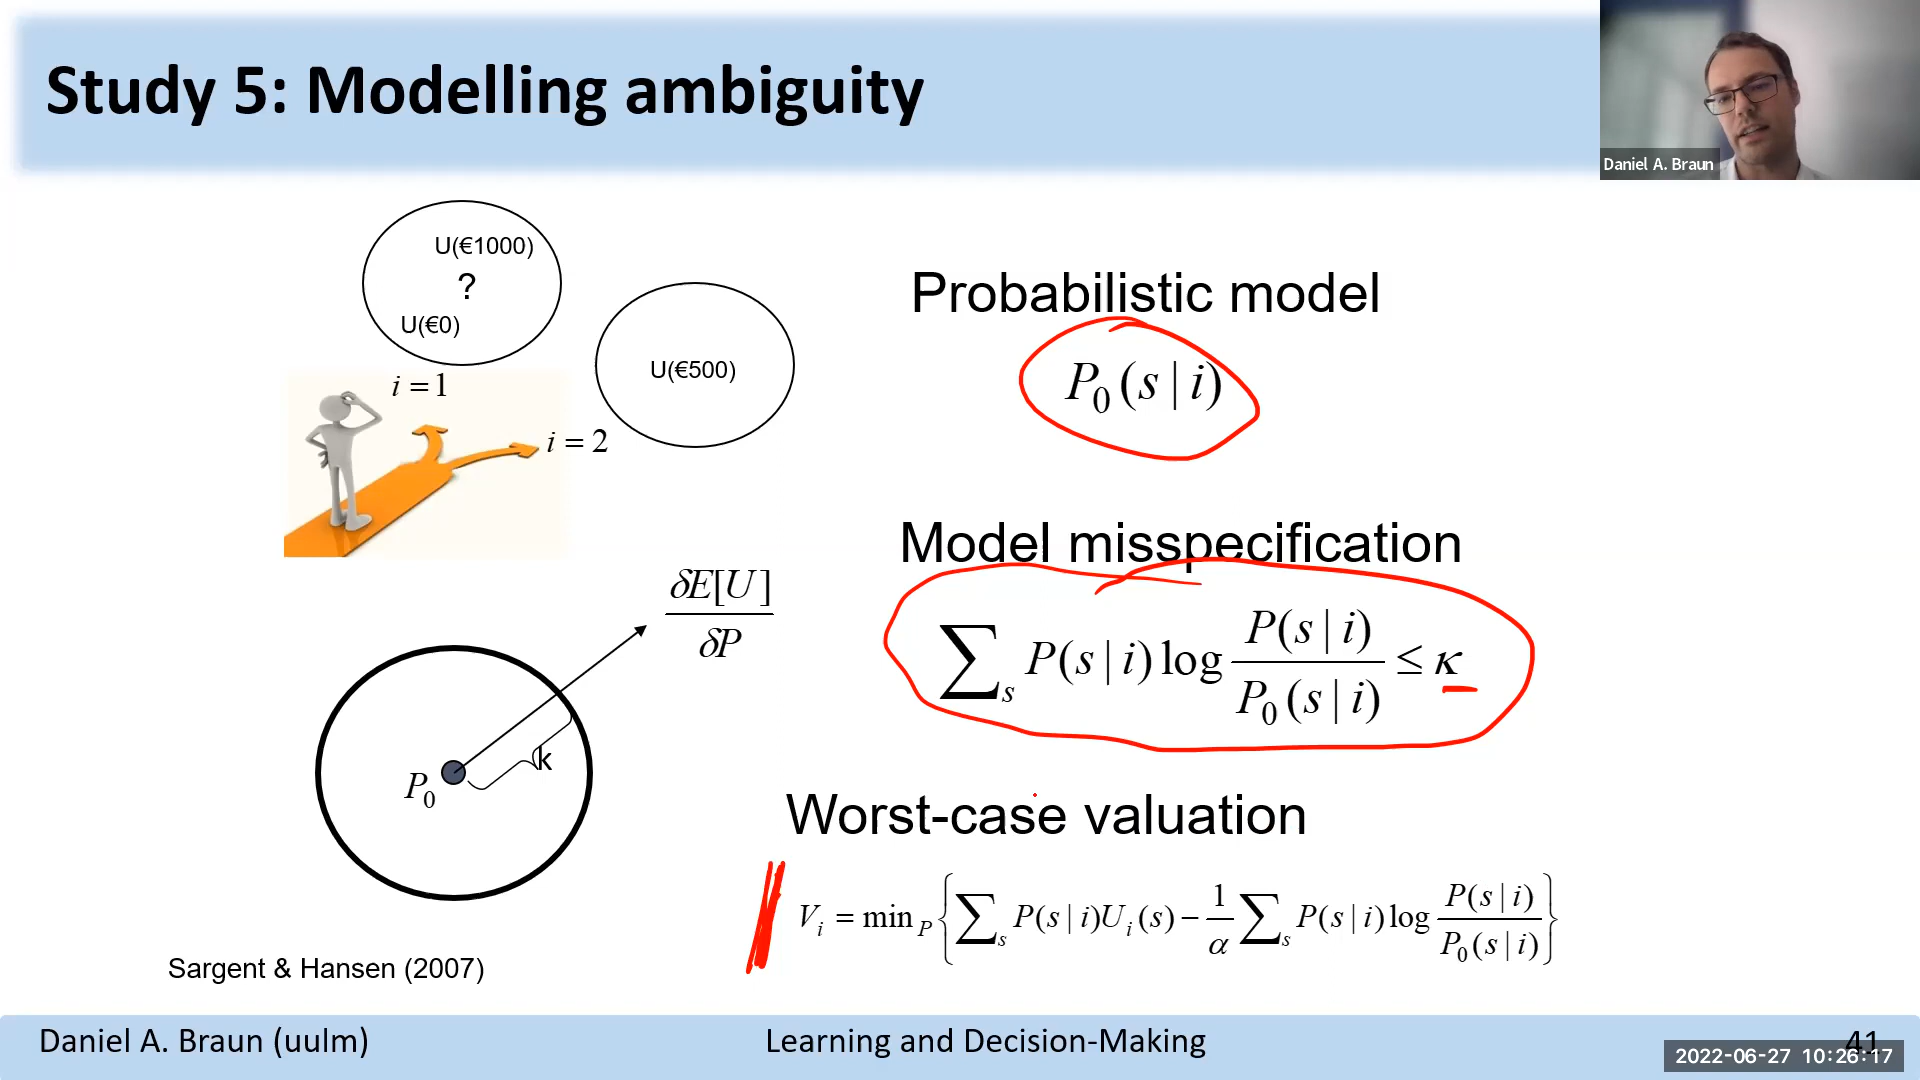 Study 5: Modelling ambiguity
Daniel A. Braun
U(€1000)
?
U(€0)
U(€500)
i = 1
i = 2
Probabilistic model
P₀(s | i)
Model misspecification
∑ₛ P(s | i) log P(s | i) / P₀(s | i) ≤ κ
δE[U] / δP
k
P₀
Worst-case valuation
Vᵢ = min_P {∑ₛ P(s | i)Uᵢ(s) − 1/α ∑ₛ P(s | i) log P(s | i) / P₀(s | i)}
Sargent & Hansen (2007)
Daniel A. Braun (uulm)
Learning and Decision-Making
41
2022-06-27 10:26:17